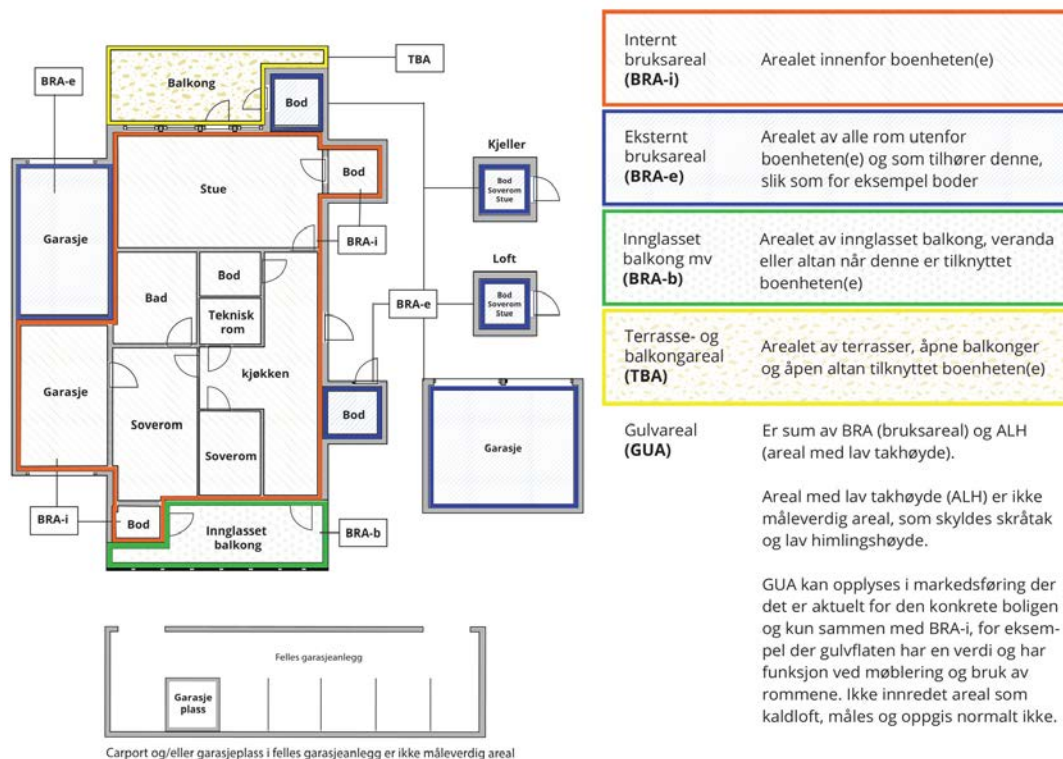 TBA
BRA-e
Balkong
Bod
Kjeller
Bod
Soverom
Stue
Stue
Bod
Garasje
BRA-i
Loft
Bod
Bad
Bod
Soverom
Stue
BRA-e
Teknisk
rom
Garasje
kjøkken
Bod
Soverom
Garasje
Soverom
BRA-i
Bod
Innglasset
balkong
BRA-b
Felles garasjeanlegg
Garasje
plass
Carport og/eller garasjeplass i felles garasjeanlegg er ikke måleverdig areal
Internt
bruksareal
(BRA-i)
Arealet innenfor boenheten(e)
Eksternt
bruksareal
(BRA-e)
Arealet av alle rom utenfor
boenheten(e) og som tilhører denne,
slik som for eksempel boder
Innglasset
balkong mv
(BRA-b)
Arealet av innglasset balkong, veranda
eller altan når denne er tilknyttet
boenheten(e)
Terrasse- og
balkongareal
(TBA)
Arealet av terrasser, åpne balkonger
og åpen altan tilknyttet boenheten(e)
Gulvareal
(GUA)
Er sum av BRA (bruksareal) og ALH
(areal med lav takhøyde).
Areal med lav takhøyde (ALH) er ikke
måleverdig areal, som skyldes skråtak
og lav himlingshøyde.
GUA kan opplyses i markedsføring der
det er aktuelt for den konkrete boligen
og kun sammen med BRA-i, for eksem-
pel der gulvflaten har en verdi og har
funksjon ved møblering og bruk av
rommene. Ikke innredet areal som
kaldloft, måles og oppgis normalt ikke.